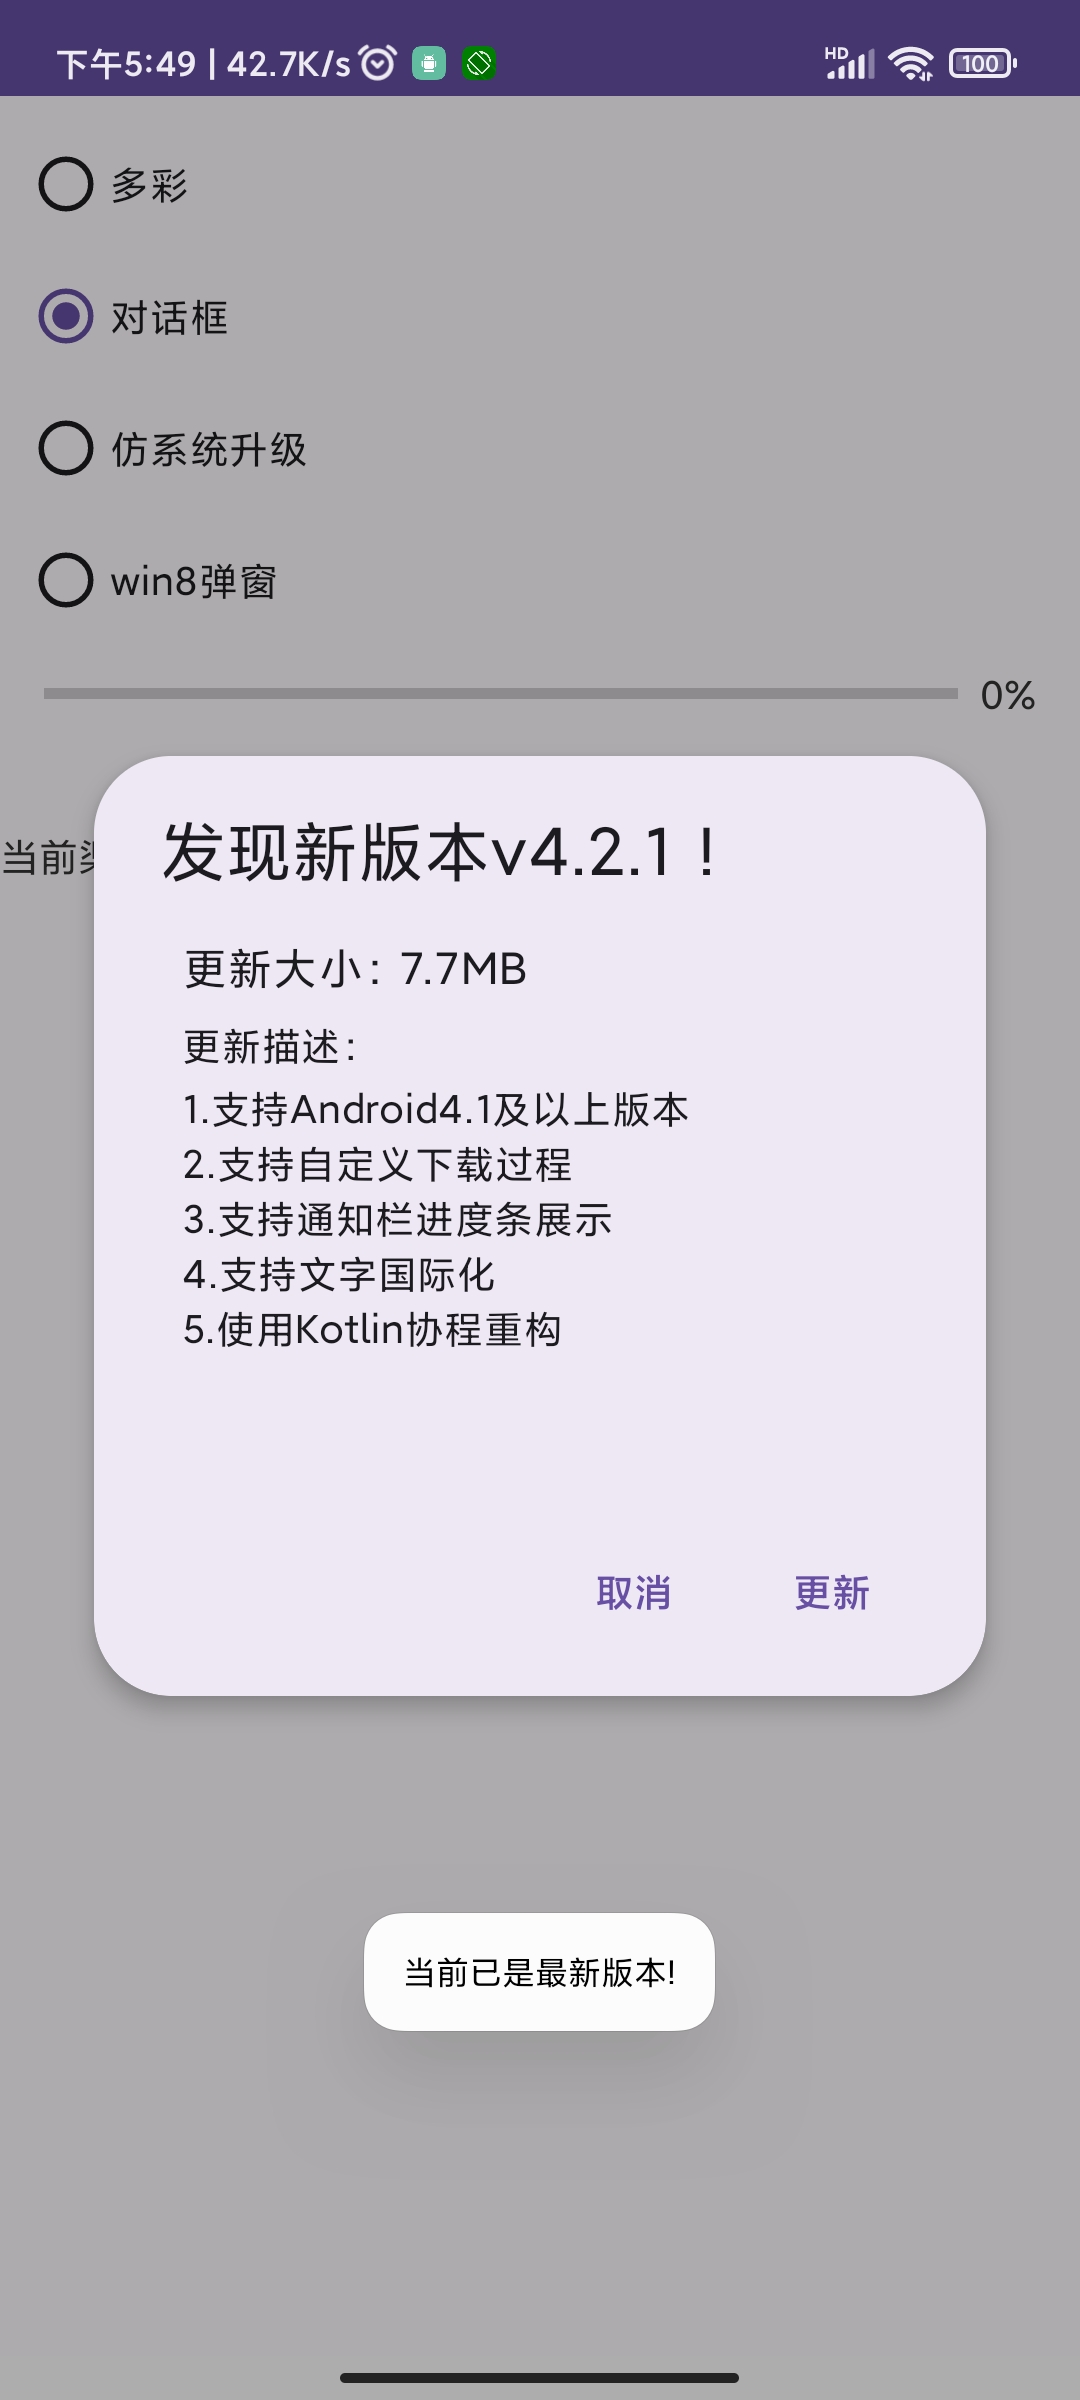 下午5:49 | 42.7K/s
HD
100
多彩
对话框
仿系统升级
win8弹窗
0%
当前
发现新版本v4.2.1！
更新大小：7.7MB
更新描述：
1.支持Android4.1及以上版本
2.支持自定义下载过程
3.支持通知栏进度条展示
4.支持文字国际化
5.使用Kotlin协程重构
取消
更新
当前已是最新版本!